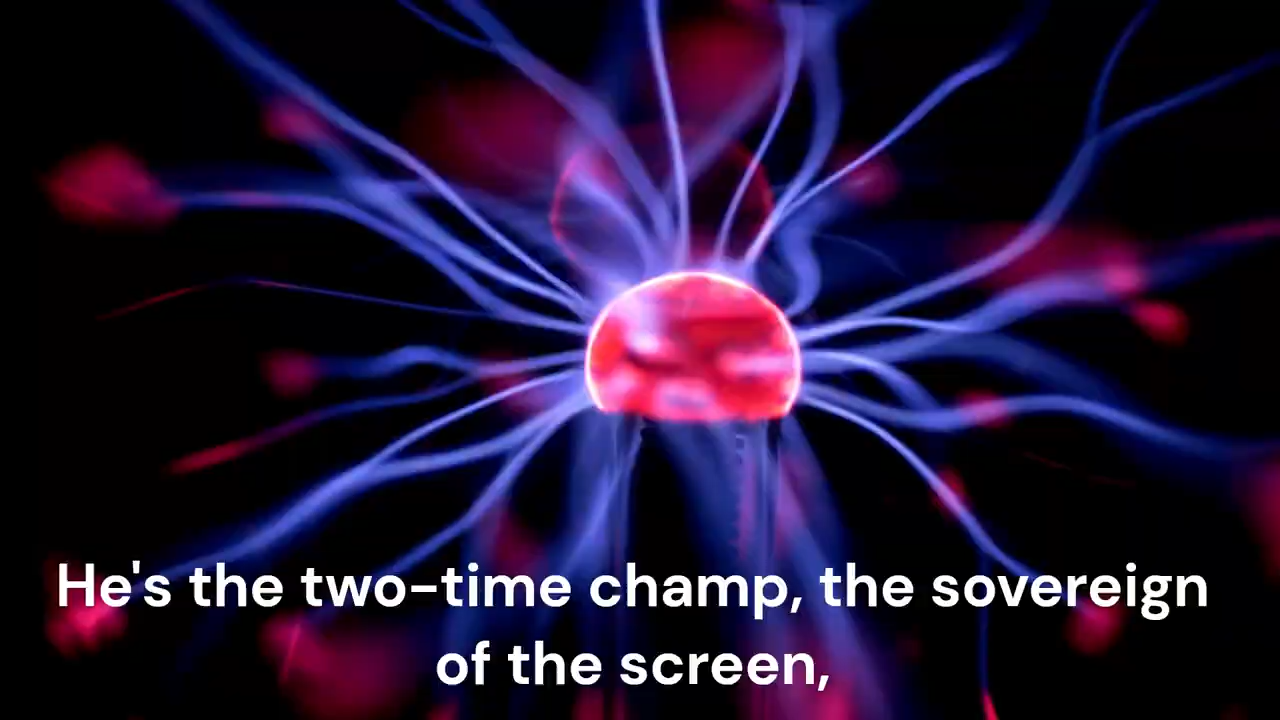 He's the two-time champ, the sovereign
of the screen,